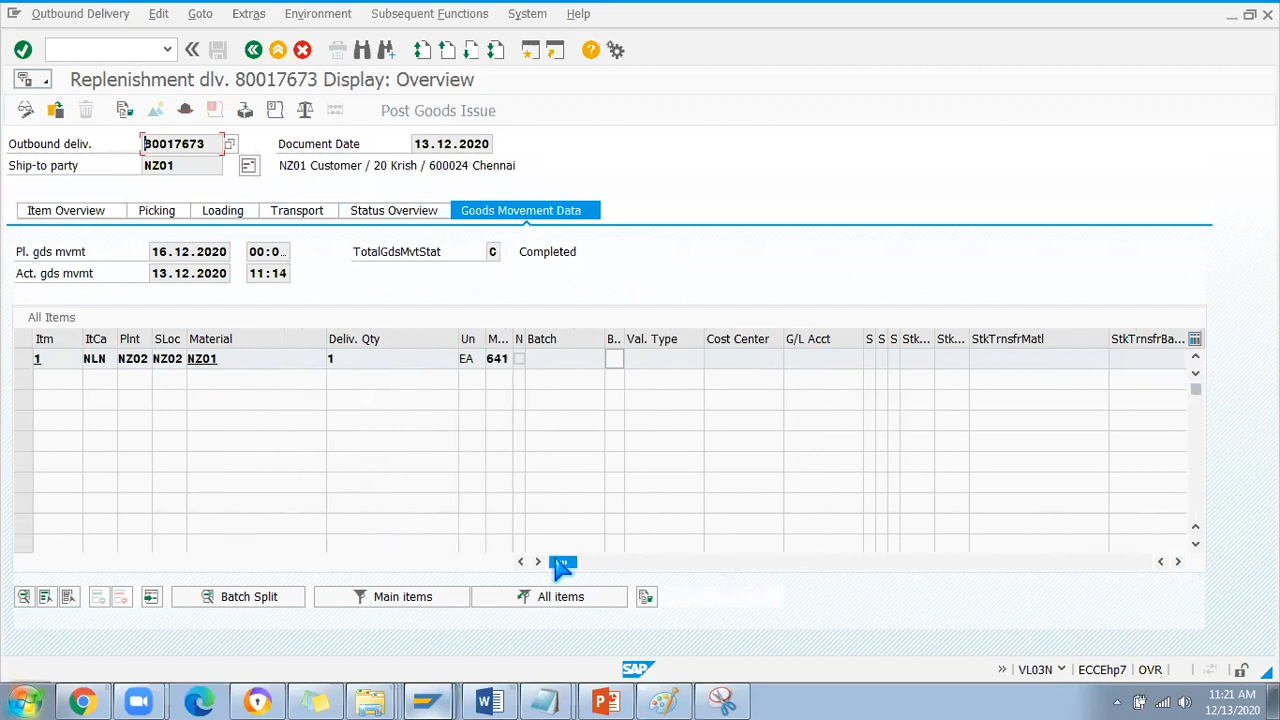 Outbound Delivery Edit Goto Extras Environment Subsequent Functions System Help
Replenishment dlv. 80017673 Display: Overview
Post Goods Issue
Outbound deliv. 80017673 Document Date 13.12.2020
Ship-to party NZ01 NZ01 Customer / 20 Krish / 600024 Chennai
Item Overview Picking Loading Transport Status Overview Goods Movement Data
Pl. gds mvmt 16.12.2020 00:0... TotalGdsMvtStat C Completed
Act. gds mvmt 13.12.2020 11:14
All Items
Itm ItCa Plnt SLoc Material Deliv. Qty Un M... N Batch B.. Val. Type Cost Center G/L Acct S S S Stk... Stk... StkTrnsfrMatl StkTrnsfrBa...
1 NLN NZ02 NZ02 NZ01 1 EA 641
Batch Split Main items All items
SAP » VL03N ECCEhp7 OVR
11:21 AM
12/13/2020